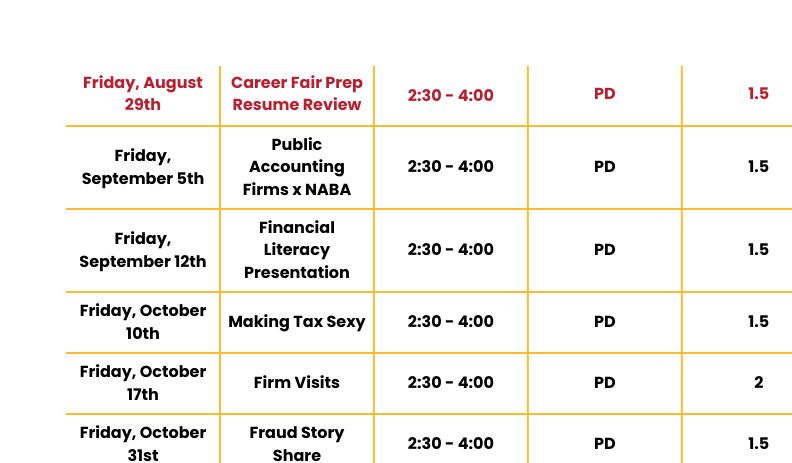 Friday, August
29th
Career Fair Prep
Resume Review
2:30 - 4:00
PD
1.5
Friday,
September 5th
Public
Accounting
Firms x NABA
2:30 - 4:00
PD
1.5
Friday,
September 12th
Financial
Literacy
Presentation
2:30 - 4:00
PD
1.5
Friday, October
10th
Making Tax Sexy
2:30 - 4:00
PD
1.5
Friday, October
17th
Firm Visits
2:30 - 4:00
PD
2
Friday, October
31st
Fraud Story
Share
2:30 - 4:00
PD
1.5